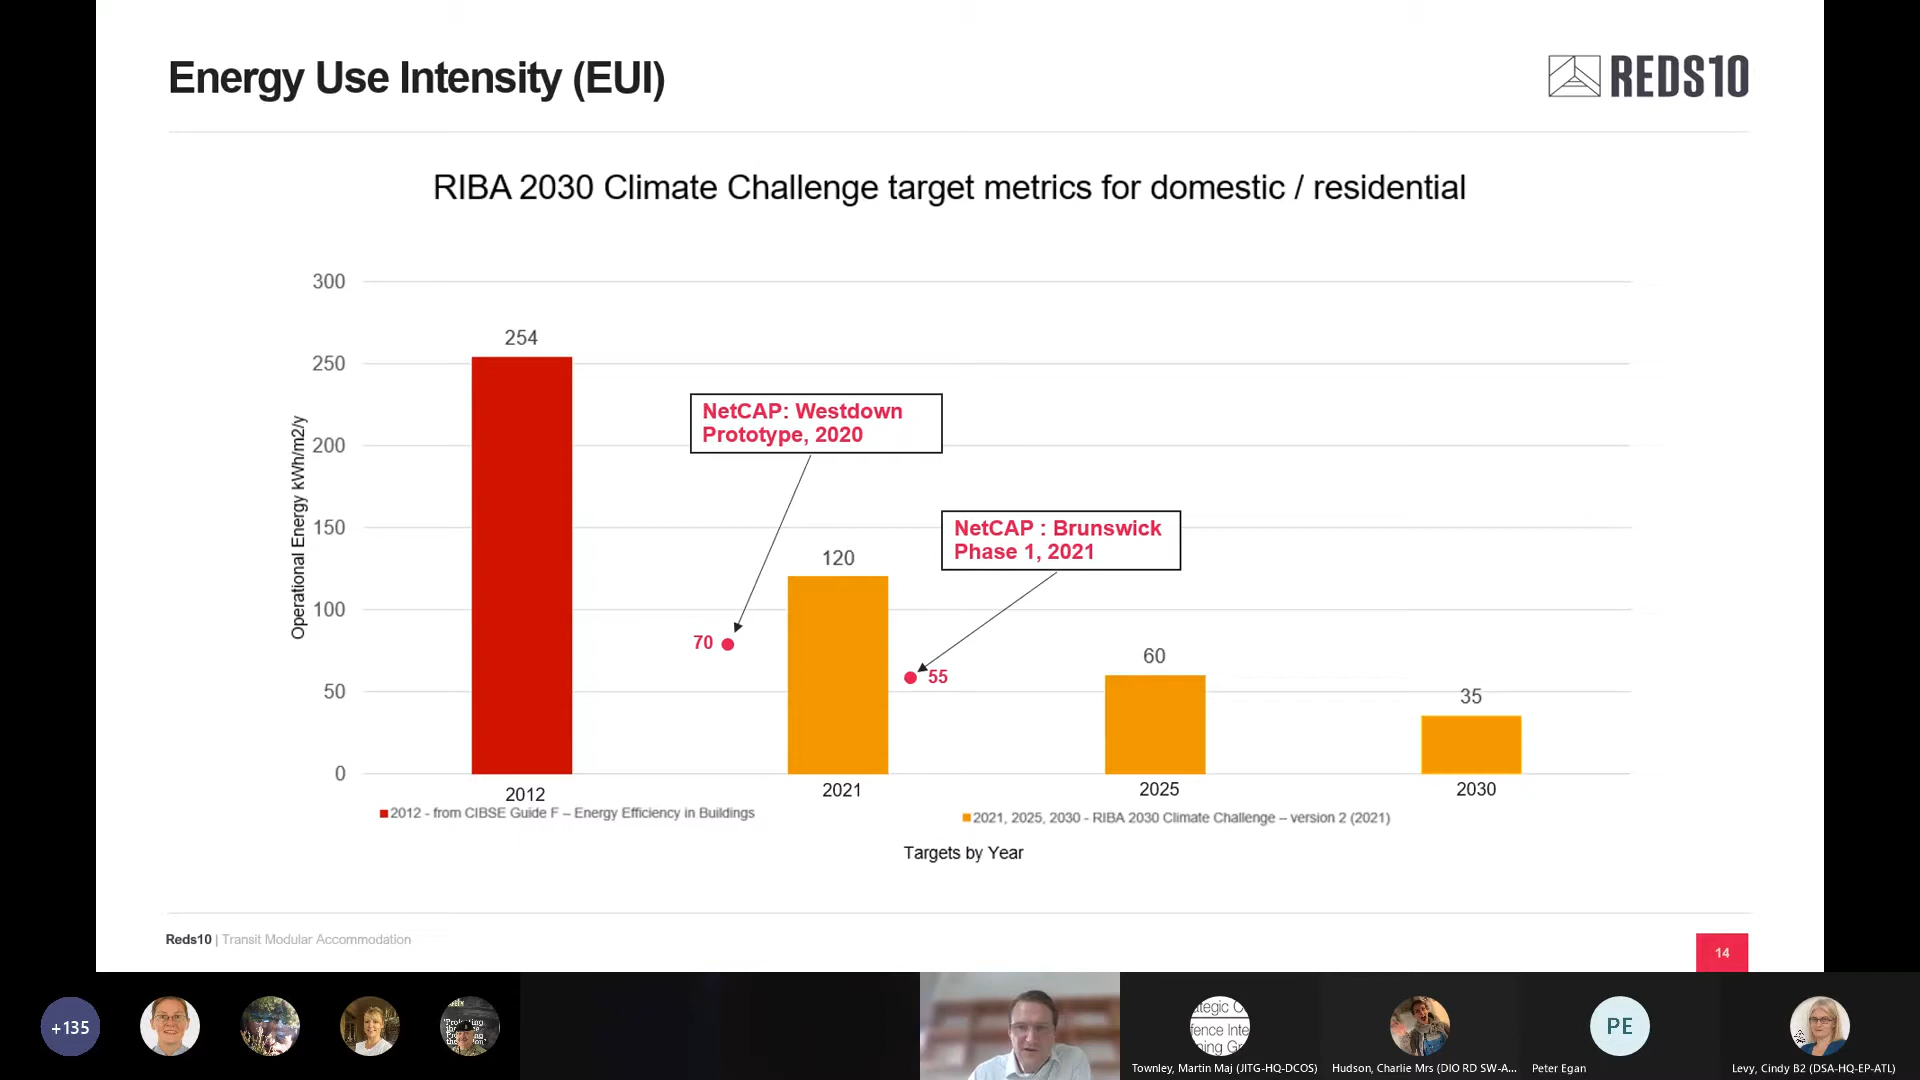 Energy Use Intensity (EUI)
REDS10
RIBA 2030 Climate Challenge target metrics for domestic / residential
300
250
200
150
100
50
0
Operational Energy kWh/m2/y
254
NetCAP: Westdown
Prototype, 2020
NetCAP : Brunswick
Phase 1, 2021
120
70
55
60
35
2012
2021
2025
2030
2012 - from CIBSE Guide F – Energy Efficiency in Buildings
2021, 2025, 2030 - RIBA 2030 Climate Challenge – version 2 (2021)
Targets by Year
Reds10 | Transit Modular Accommodation
14
+135
PE
Townley, Martin Maj (JITG-HQ-DCOS)
Hudson, Charlie Mrs (DIO RD SW-A...
Peter Egan
Levy, Cindy B2 (DSA-HQ-EP-ATL)